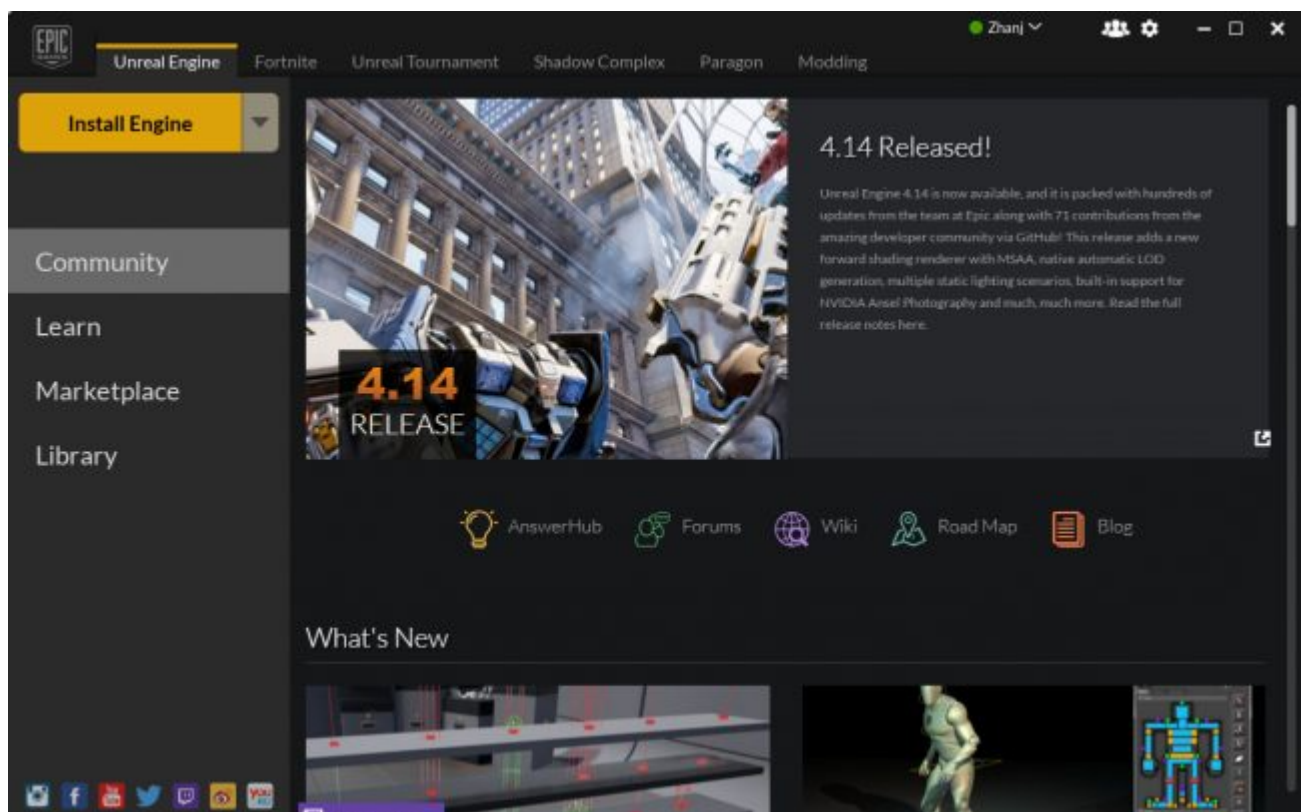 EPIC
GAMES
Zhanj
Unreal Engine
Fortnite
Unreal Tournament
Shadow Complex
Paragon
Modding
Install Engine
Community
Learn
Marketplace
Library
4.14
RELEASE
4.14 Released!
Unreal Engine 4.14 is now available, and it is packed with hundreds of
updates from the team at Epic along with 71 contributions from the
amazing developer community via GitHub! This release adds a new
forward shading renderer with MSAA, native automatic LOD
generation, multiple static lighting scenarios, built-in support for
NVIDIA Ansel Photography and much, much more. Read the full
release notes here.
AnswerHub
Forums
Wiki
Road Map
Blog
What's New